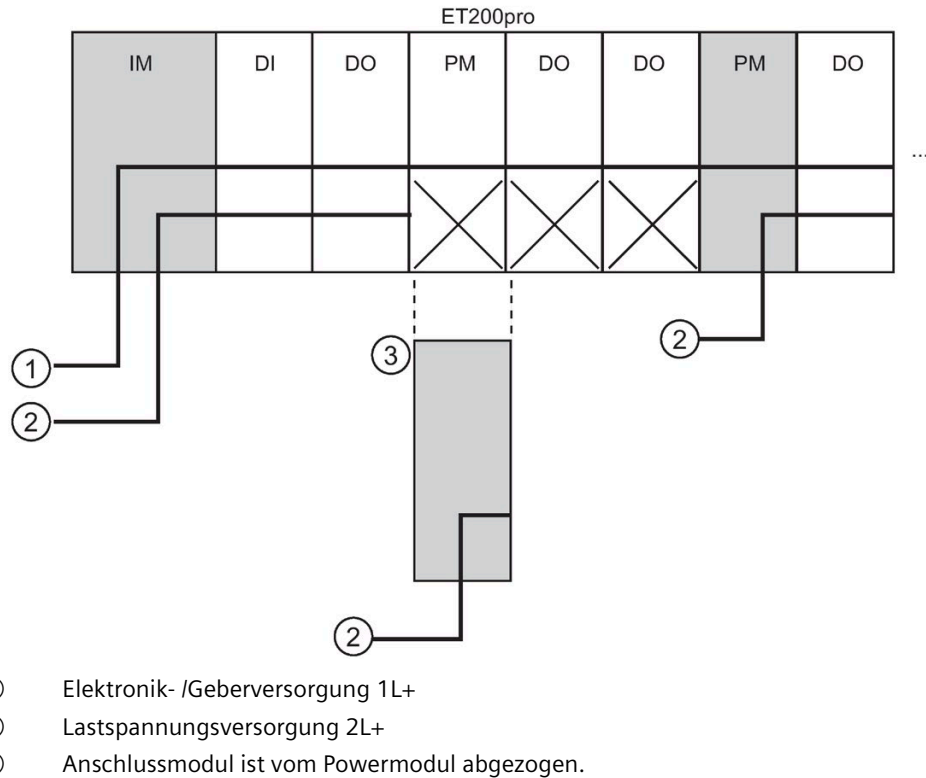 ET200pro
IM DI DO PM DO DO PM DO
...
1
2
2
3
2
Elektronik- /Geberversorgung 1L+
Lastspannungsversorgung 2L+
Anschlussmodul ist vom Powermodul abgezogen.